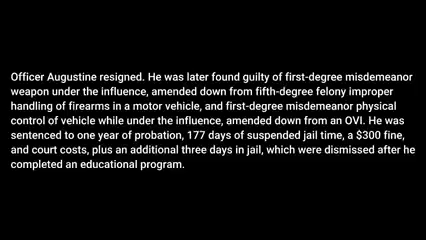 Officer Augustine resigned. He was later found guilty of first-degree misdemeanor
weapon under the influence, amended down from fifth-degree felony improper
handling of firearms in a motor vehicle, and first-degree misdemeanor physical
control of vehicle while under the influence, amended down from an OVI. He was
sentenced to one year of probation, 177 days of suspended jail time, a $300 fine,
and court costs, plus an additional three days in jail, which were dismissed after he
completed an educational program.